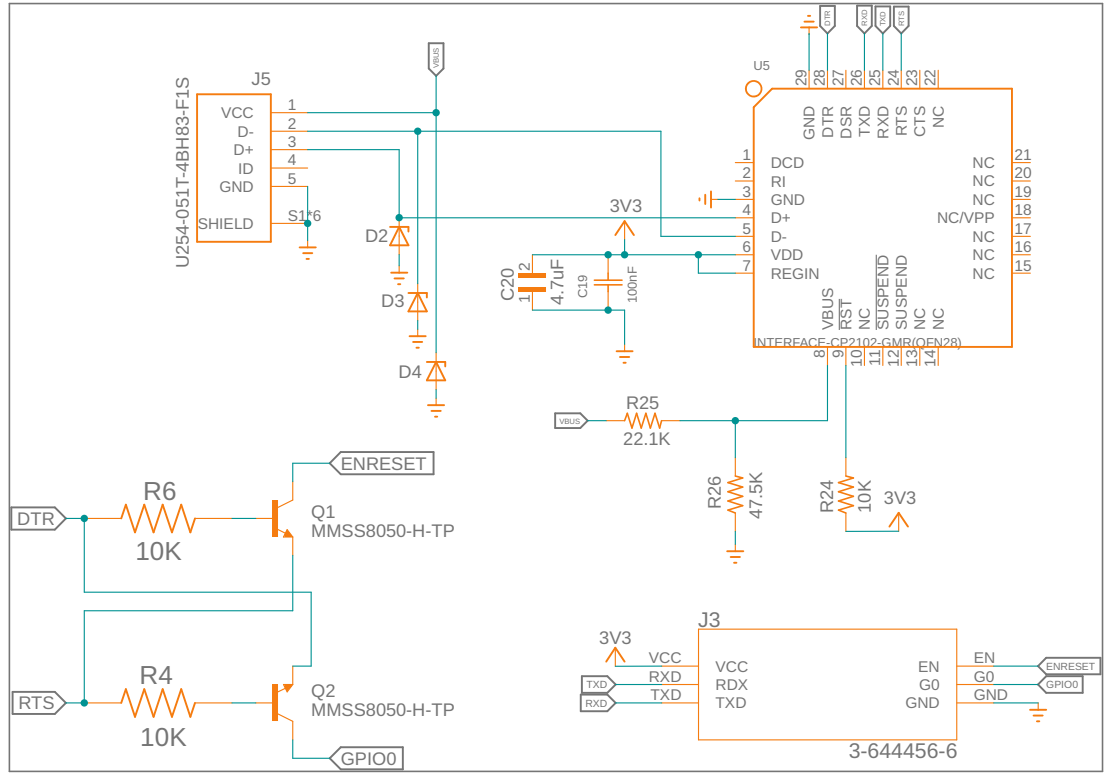 J5
U254-051T-4BH83-F1S
VCC 1
D- 2
D+ 3
ID 4
GND 5
SHIELD S1*6
VBUS
D2
D3
D4
U5
DTR RXD TXD RTS
29 28 27 26 25 24 23 22
GND DTR DSR TXD RXD RTS CTS NC
1 DCD
2 RI
3 GND
4 D+
5 D-
6 VDD
7 REGIN
NC 21
NC 20
NC 19
NC/VPP 18
NC 17
NC 16
NC 15
VBUS RST NC SUSPEND SUSPEND NC NC
INTERFACE-CP2102-GMR(QFN28)
8 9 10 11 12 13 14
3V3
C20
2
1
4.7uF
C19
100nF
VBUS
R25
22.1K
R26
47.5K
R24
10K
3V3
DTR
R6
10K
ENRESET
Q1
MMSS8050-H-TP
RTS
R4
10K
Q2
MMSS8050-H-TP
GPIO0
J3
3V3
VCC VCC EN EN ENRESET
TXD RXD RDX G0 G0 GPIO0
RXD TXD TXD GND GND
3-644456-6